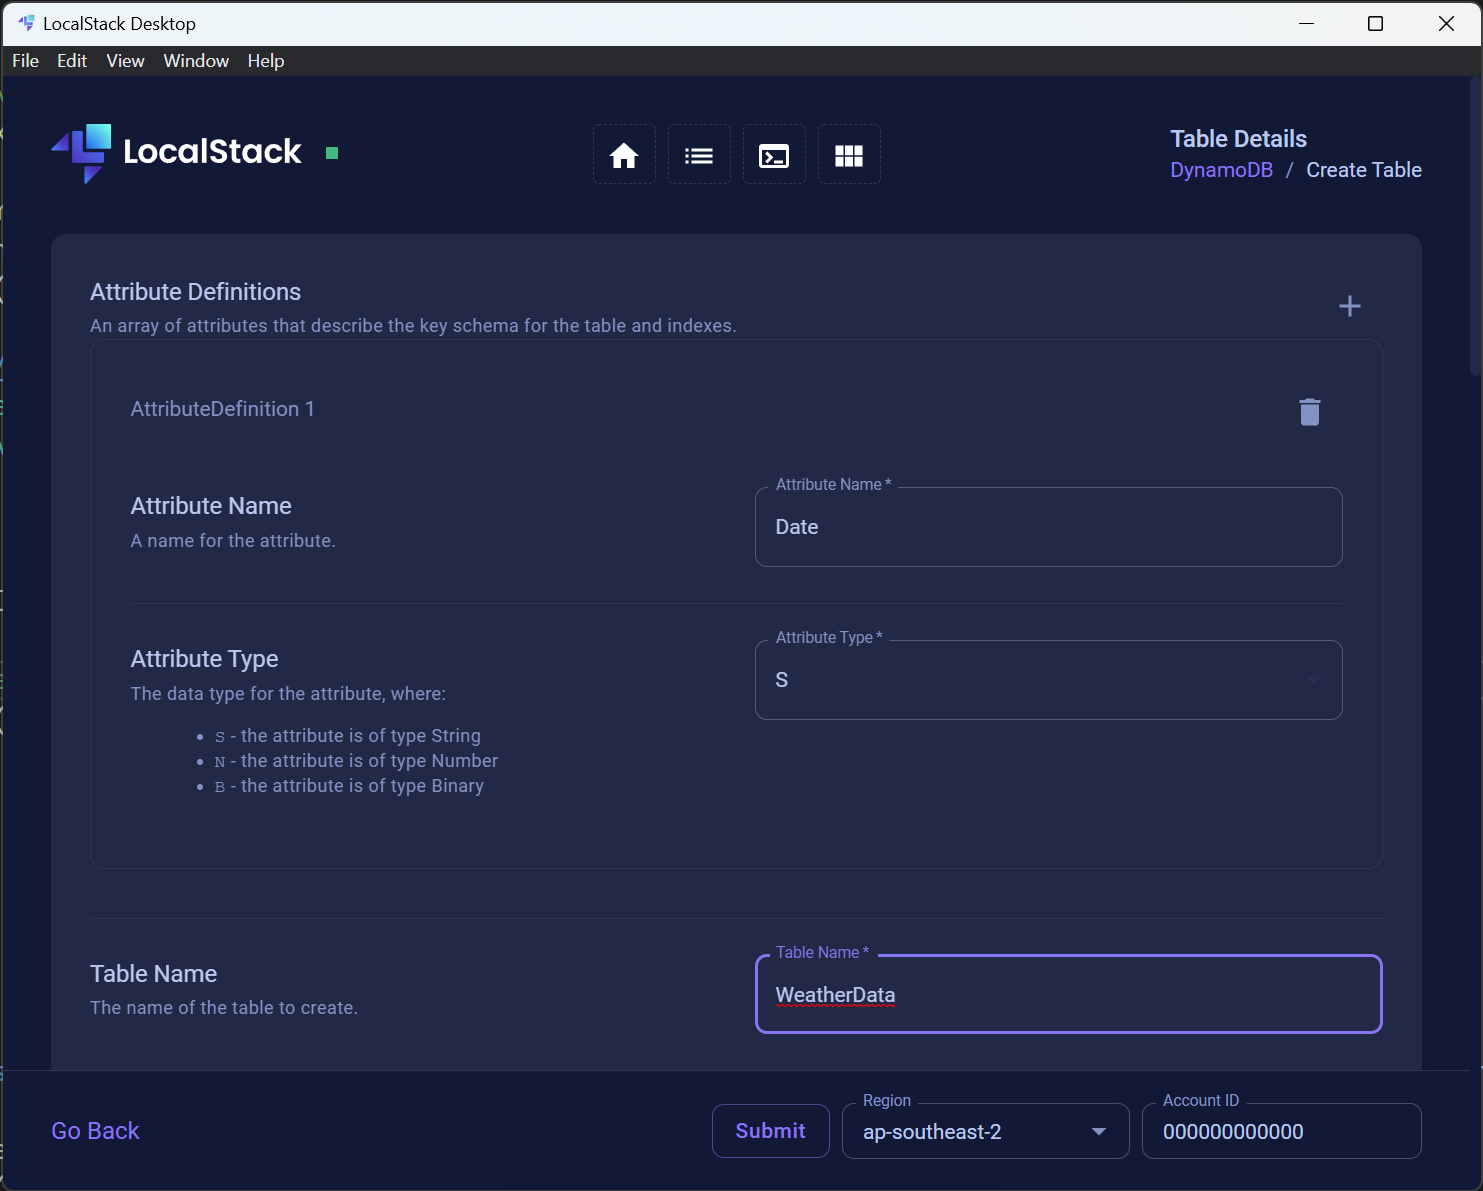 LocalStack Desktop
File Edit View Window Help
LocalStack
Table Details
DynamoDB / Create Table
Attribute Definitions
An array of attributes that describe the key schema for the table and indexes.
AttributeDefinition 1
Attribute Name
A name for the attribute.
Attribute Name *
Date
Attribute Type
The data type for the attribute, where:
• S - the attribute is of type String
• N - the attribute is of type Number
• B - the attribute is of type Binary
Attribute Type *
S
Table Name
The name of the table to create.
Table Name *
WeatherData
Go Back
Submit
Region
ap-southeast-2
Account ID
000000000000